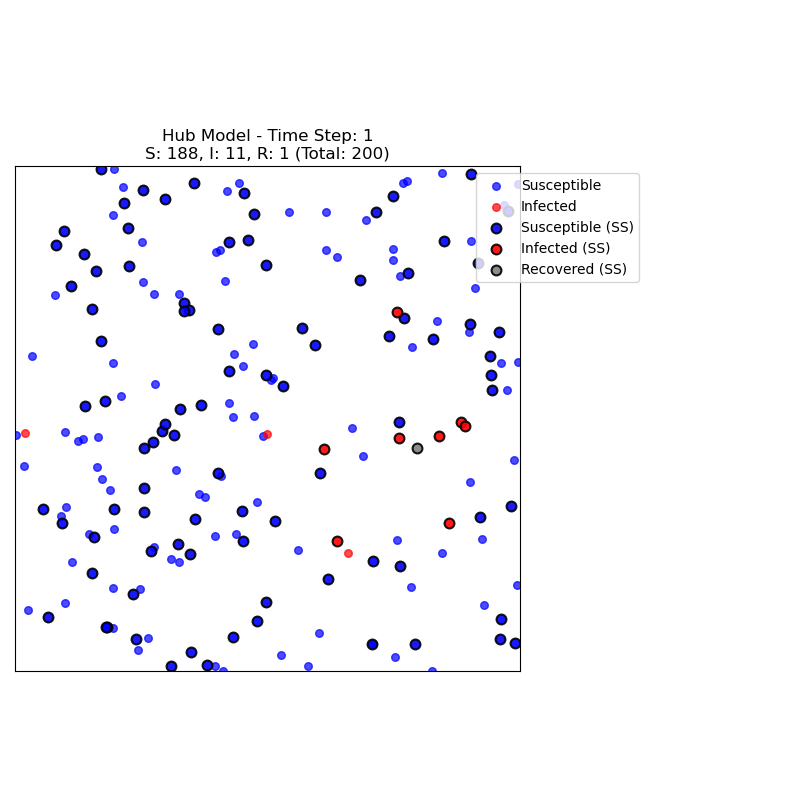 Hub Model - Time Step: 1
S: 188, I: 11, R: 1 (Total: 200)
Susceptible
Infected
Susceptible (SS)
Infected (SS)
Recovered (SS)